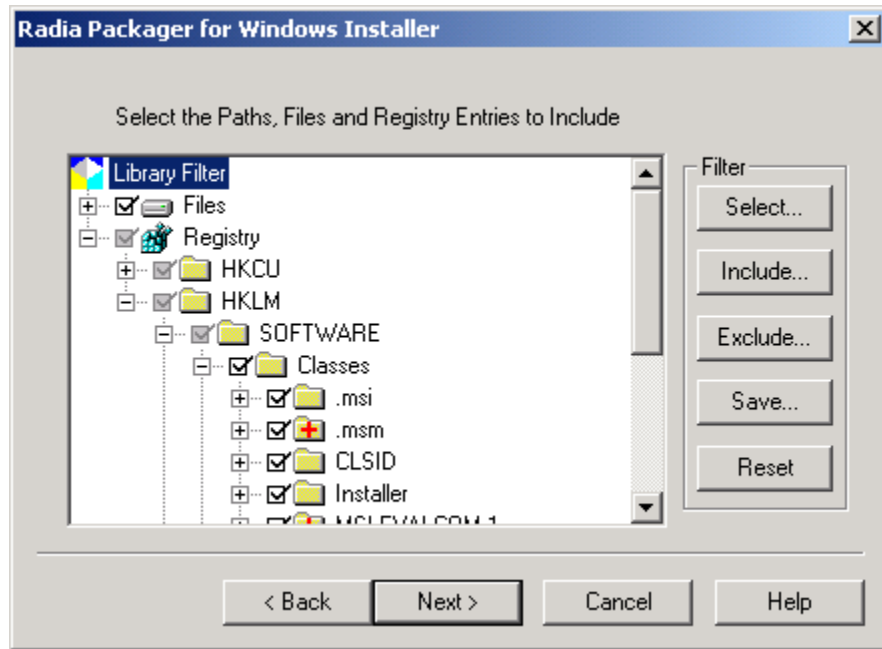 Radia Packager for Windows Installer
Select the Paths, Files and Registry Entries to Include
Library Filter
Files
Registry
HKCU
HKLM
SOFTWARE
Classes
.msi
.msm
CLSID
Installer
Filter
Select...
Include...
Exclude...
Save...
Reset
< Back
Next >
Cancel
Help